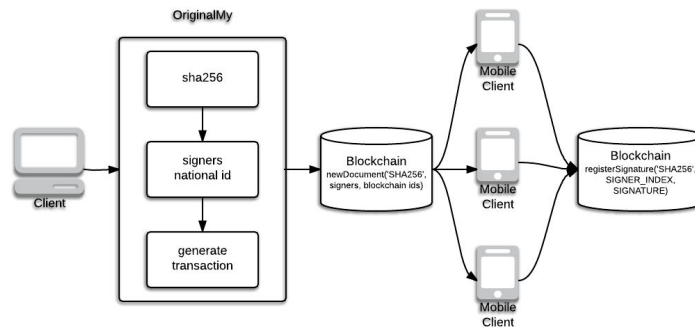 OriginalMy
sha256
signers
national id
generate
transaction
Client
Blockchain
newDocument('SHA256',
signers, blockchain ids)
Mobile
Client
Mobile
Client
Mobile
Client
Blockchain
registerSignature('SHA256',
SIGNER_INDEX,
SIGNATURE)